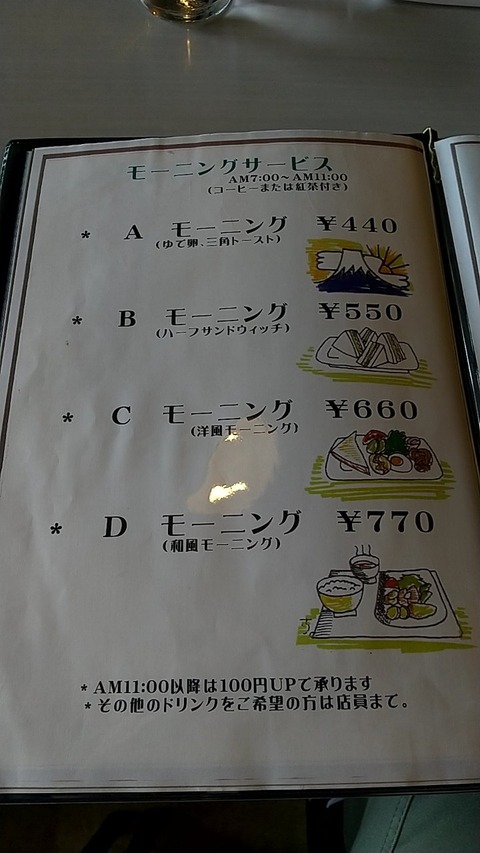 モーニングサービス
AM7:00～AM11:00
(コーヒーまたは紅茶付き)
* A モーニング ￥440
(ゆで卵、三角トースト)
* B モーニング ￥550
(ハーフサンドウィッチ)
* C モーニング ￥660
(洋風モーニング)
* D モーニング ￥770
(和風モーニング)
* AM11:00以降は100円UPで承ります
* その他のドリンクをご希望の方は店員まで。